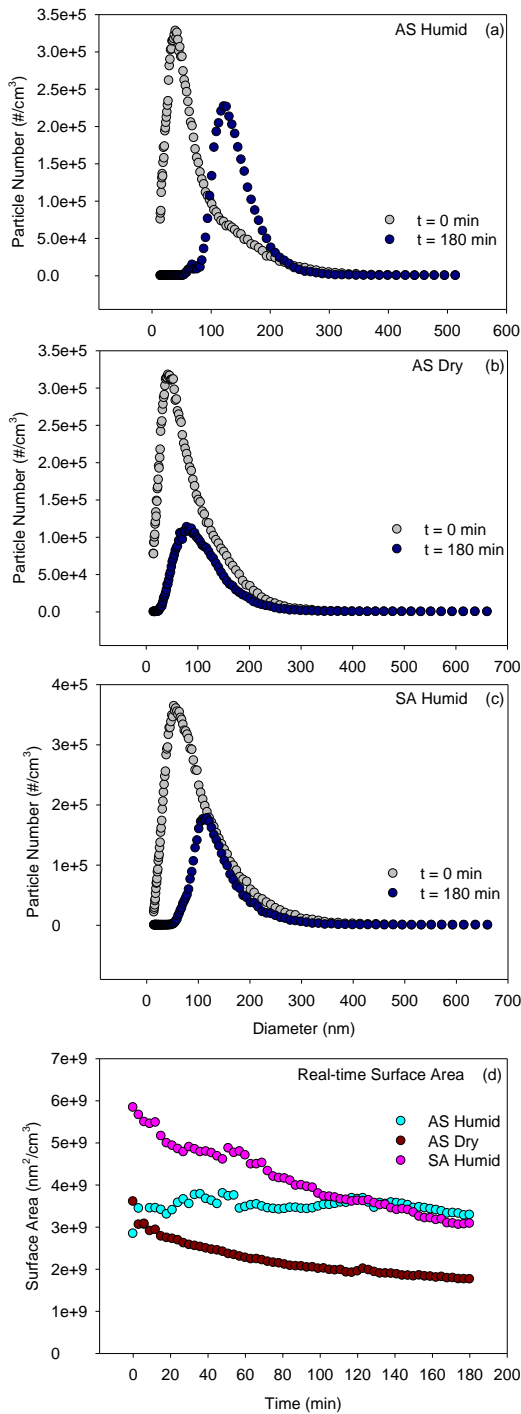 AS Humid (a)
3.5e+5
3.0e+5
2.5e+5
2.0e+5
1.5e+5
1.0e+5
5.0e+4
0.0
Particle Number (#/cm³)
t = 0 min
t = 180 min
0 100 200 300 400 500 600
AS Dry (b)
3.5e+5
3.0e+5
2.5e+5
2.0e+5
1.5e+5
1.0e+5
5.0e+4
0.0
Particle Number (#/cm³)
t = 0 min
t = 180 min
0 100 200 300 400 500 600 700
SA Humid (c)
4e+5
3e+5
2e+5
1e+5
0
Particle Number (#/cm³)
t = 0 min
t = 180 min
0 100 200 300 400 500 600 700
Diameter (nm)
Real-time Surface Area (d)
7e+9
6e+9
5e+9
4e+9
3e+9
2e+9
1e+9
0
Surface Area (nm²/cm³)
AS Humid
AS Dry
SA Humid
0 20 40 60 80 100 120 140 160 180 200
Time (min)